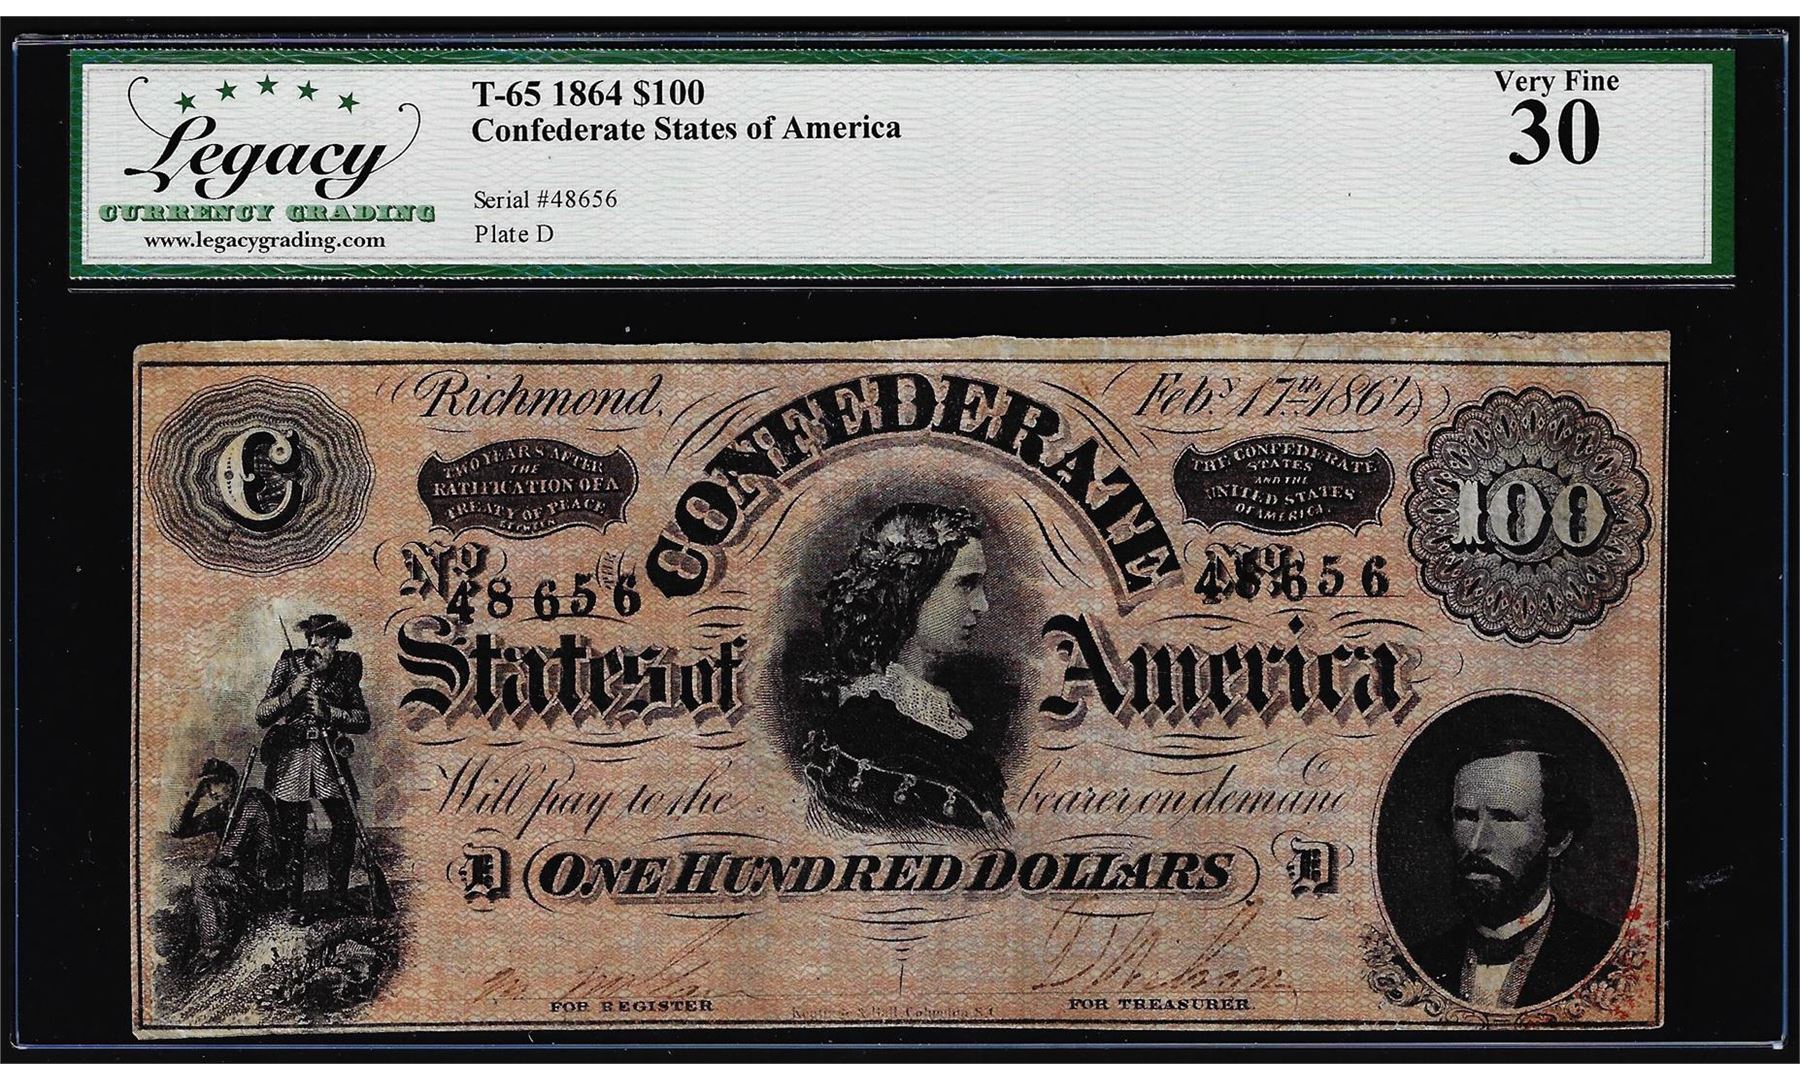 Legacy
CURRENCY GRADING
www.legacygrading.com
T-65 1864 $100
Confederate States of America
Serial #48656
Plate D
Very Fine
30
Richmond,
Feby. 17th 1864
C
TWO YEARS AFTER
THE
RATIFICATION OF A
TREATY OF PEACE
BETWEEN
CONFEDERATE
THE CONFEDERATE
STATES
AND THE
UNITED STATES
OF AMERICA.
100
No 48656
No 48656
States of America
Will pay to the bearer on demand
D ONE HUNDRED DOLLARS D
FOR REGISTER
FOR TREASURER
Columbia, S.C.